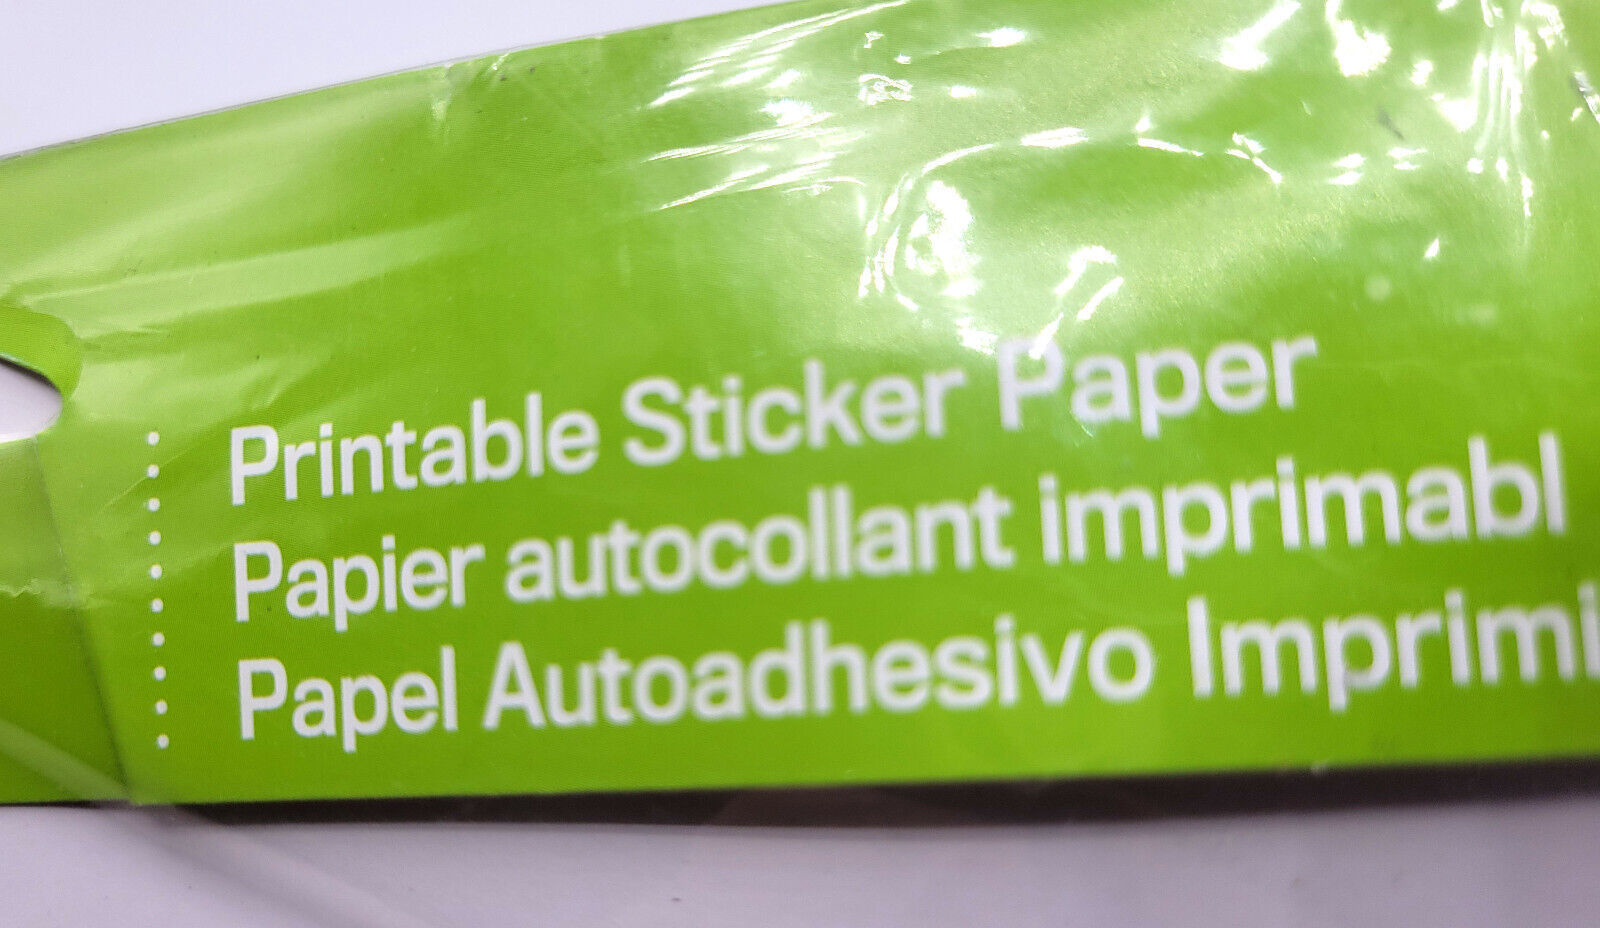 Printable Sticker Paper
Papier autocollant imprimabl
Papel Autoadhesivo Imprimi